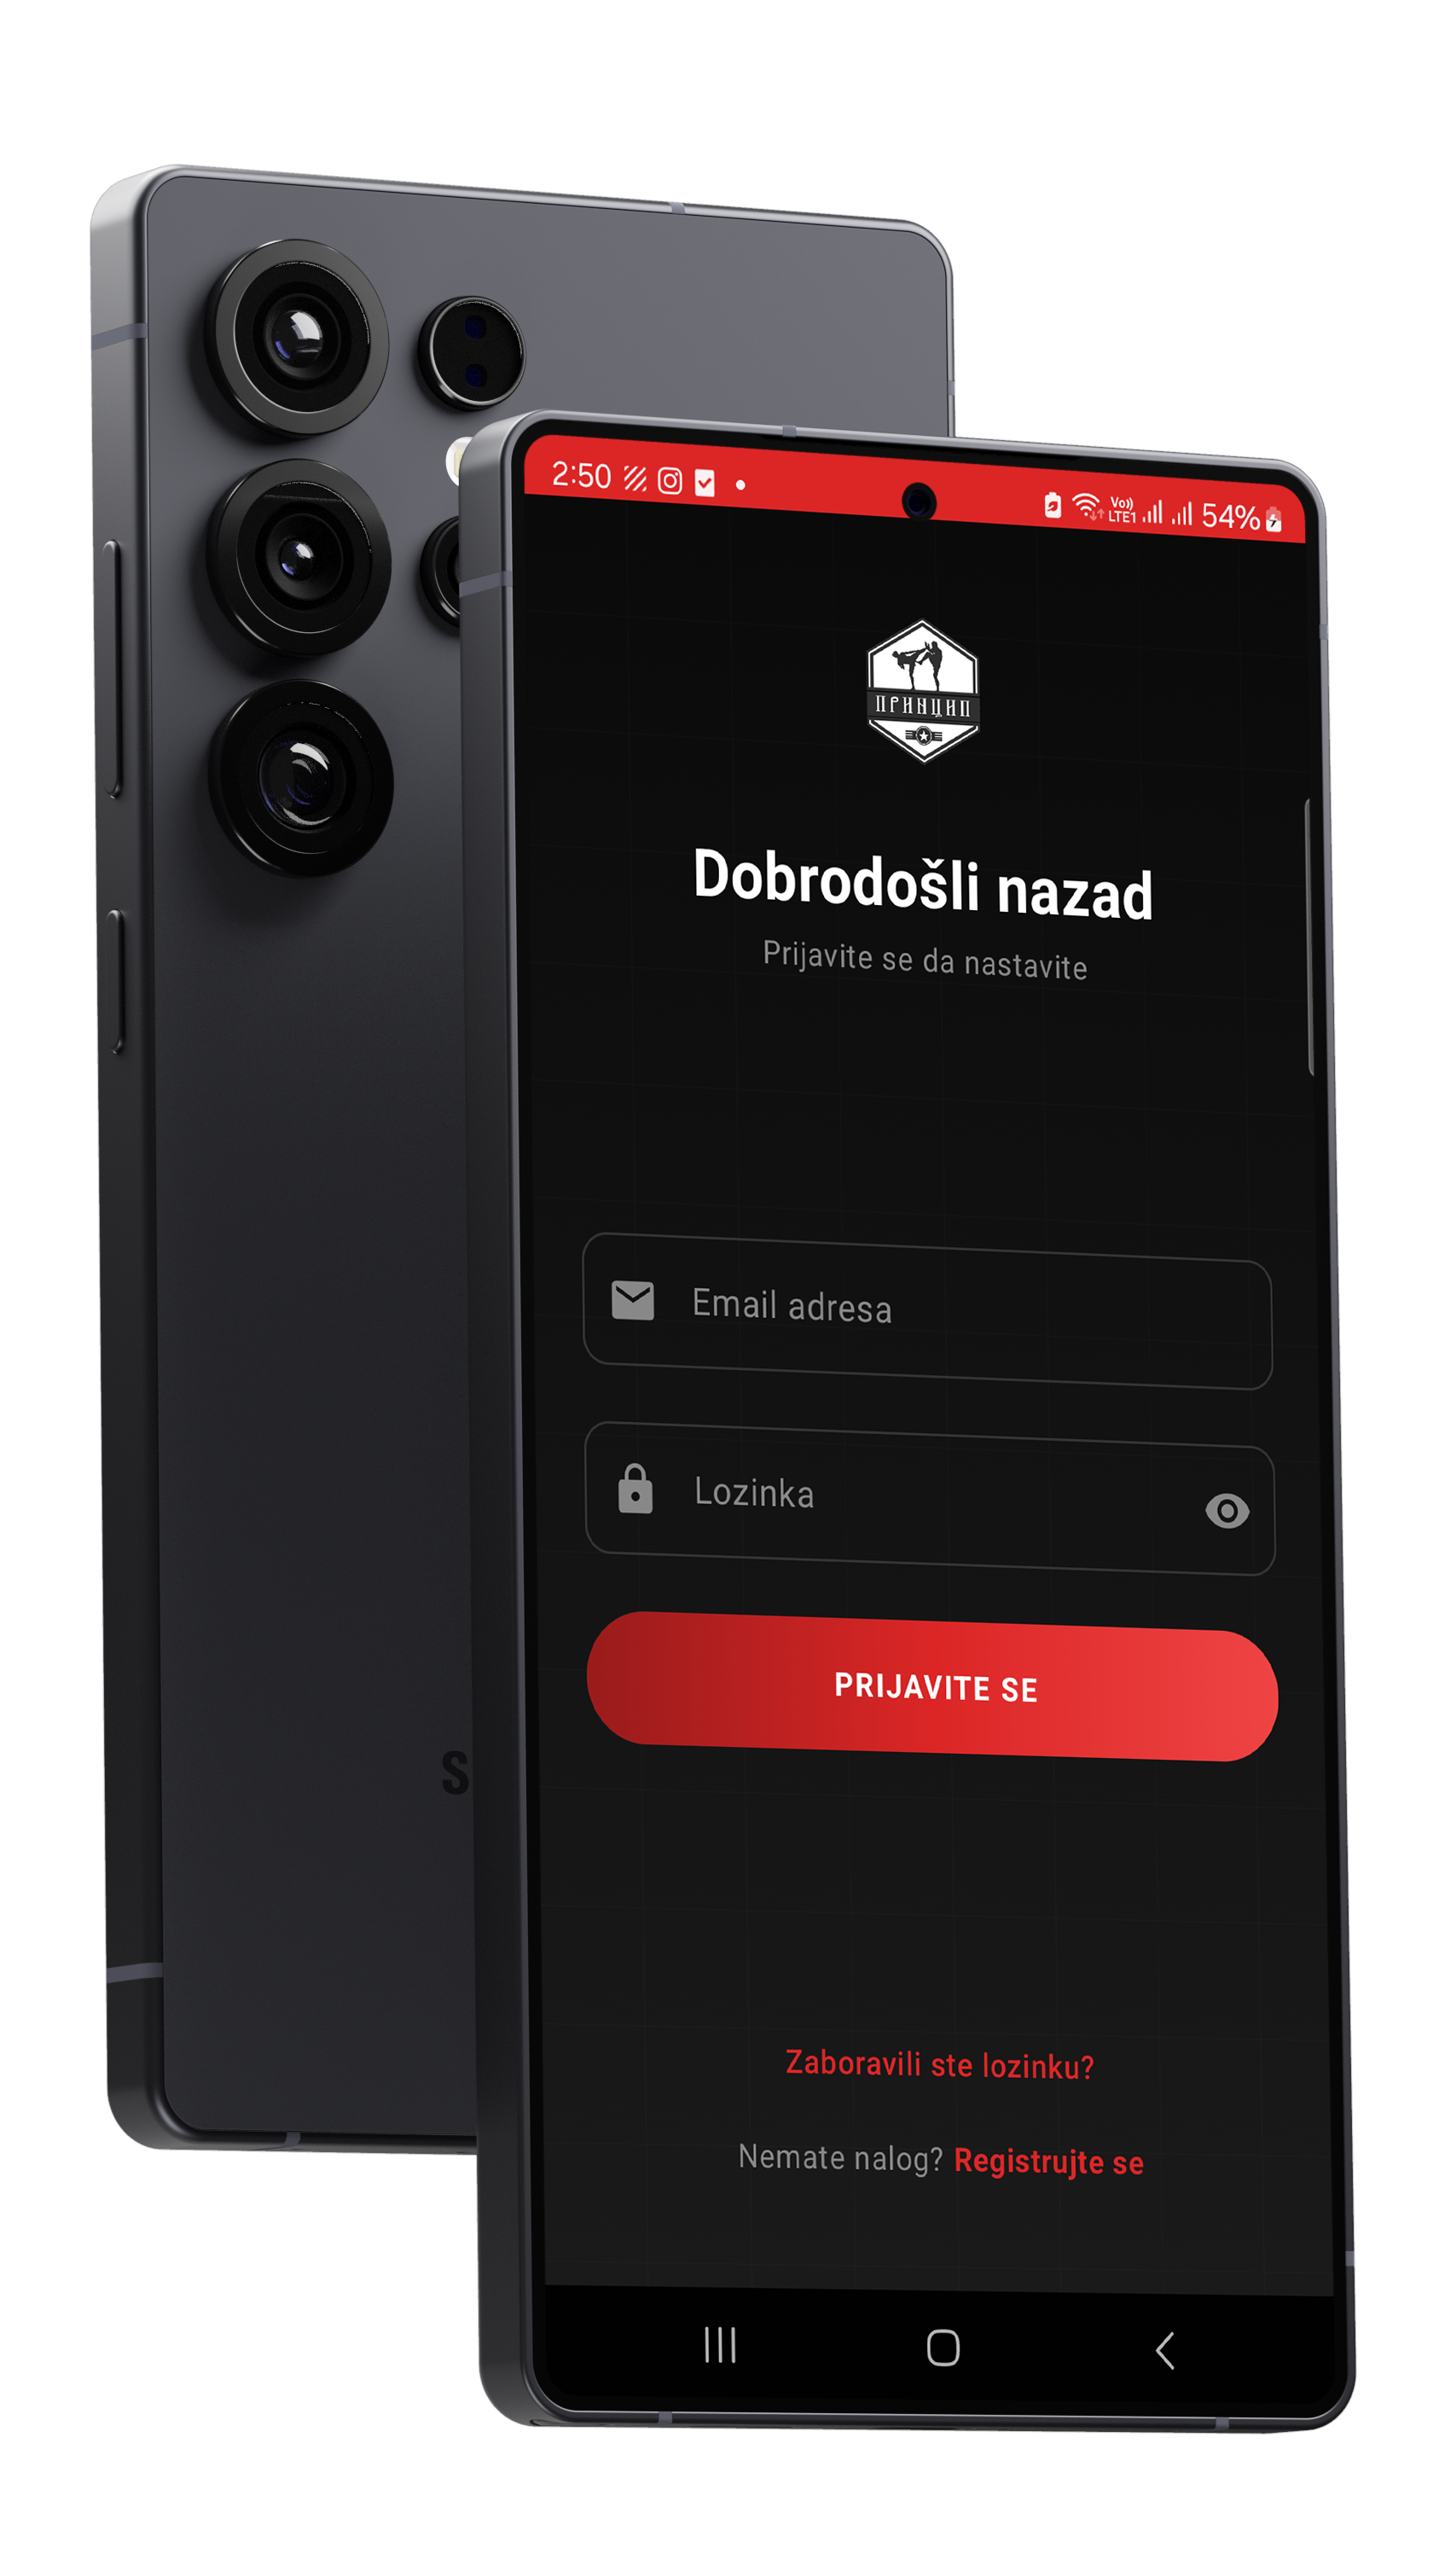 2:50
Vo))
LTE1
54%
ПРИНЦИП
Dobrodošli nazad
Prijavite se da nastavite
Email adresa
Lozinka
PRIJAVITE SE
Zaboravili ste lozinku?
Nemate nalog? Registrujte se
S